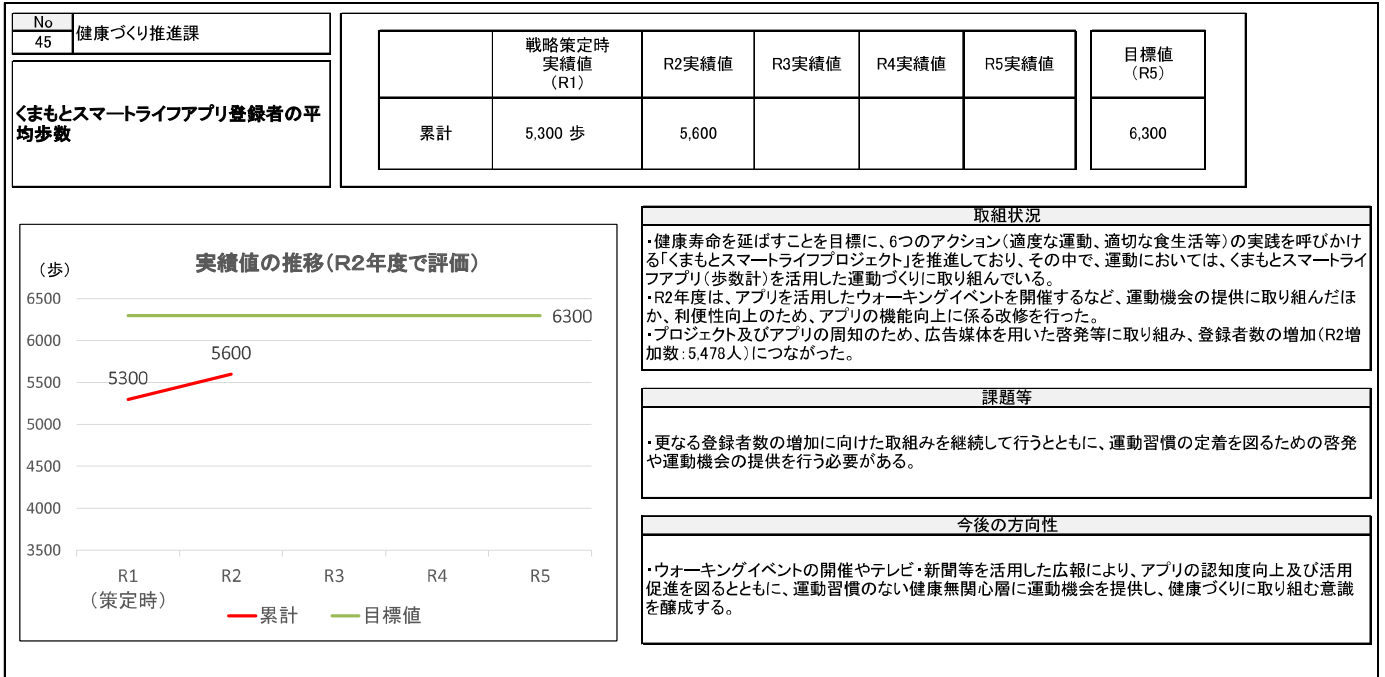 No
45
健康づくり推進課
くまもとスマートライフアプリ登録者の平
均歩数
戦略策定時
実績値
(R1)
R2実績値
R3実績値
R4実績値
R5実績値
目標値
(R5)
累計
5,300 歩
5,600
6,300
実績値の推移(R2年度で評価)
(歩)
6500
6000
5500
5000
4500
4000
3500
5300
5600
6300
R1
(策定時)
R2
R3
R4
R5
累計
目標値
取組状況
・健康寿命を延ばすことを目標に、6つのアクション(適度な運動、適切な食生活等)の実践を呼びかけ
る「くまもとスマートライフプロジェクト」を推進しており、その中で、運動においては、くまもとスマートライ
フアプリ(歩数計)を活用した運動づくりに取り組んでいる。
・R2年度は、アプリを活用したウォーキングイベントを開催するなど、運動機会の提供に取り組んだほ
か、利便性向上のため、アプリの機能向上に係る改修を行った。
・プロジェクト及びアプリの周知のため、広告媒体を用いた啓発等に取り組み、登録者数の増加(R2増
加数:5,478人)につながった。
課題等
・更なる登録者数の増加に向けた取組みを継続して行うとともに、運動習慣の定着を図るための啓発
や運動機会の提供を行う必要がある。
今後の方向性
・ウォーキングイベントの開催やテレビ・新聞等を活用した広報により、アプリの認知度向上及び活用
促進を図るとともに、運動習慣のない健康無関心層に運動機会を提供し、健康づくりに取り組む意識
を醸成する。